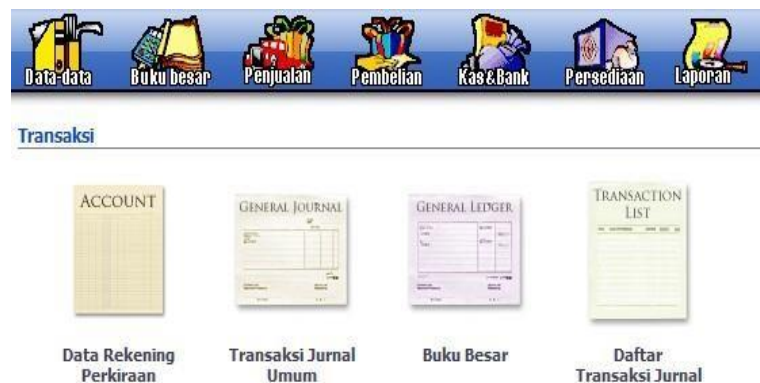 Data-data Buku besar Penjualan Pembelian Kas&Bank Persediaan Laporan
Transaksi
ACCOUNT
GENERAL JOURNAL
GENERAL LEDGER
TRANSACTION
LIST
Data Rekening
Perkiraan
Transaksi Jurnal
Umum
Buku Besar
Daftar
Transaksi Jurnal